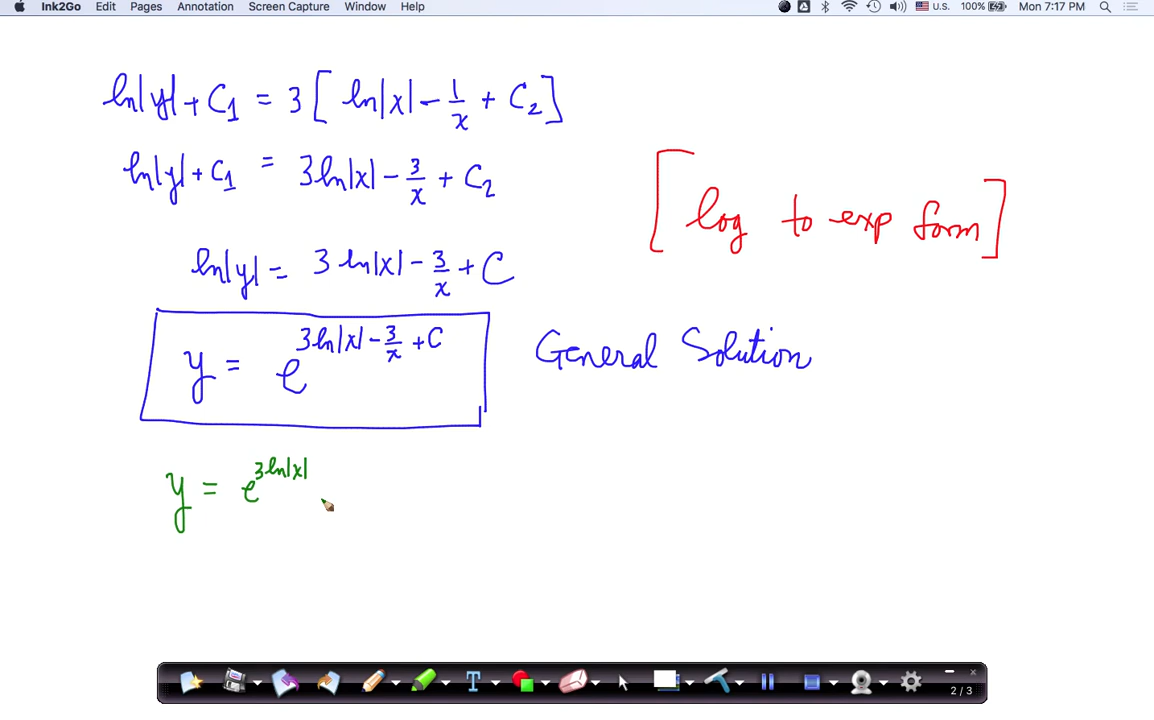 Ink2Go Edit Pages Annotation Screen Capture Window Help U.S. 100% Mon 7:17 PM
ln|y| + C₁ = 3 [ ln|x| - 1/x + C₂ ]
ln|y| + C₁ = 3ln|x| - 3/x + C₂
[ log to exp form ]
ln|y| = 3 ln|x| - 3/x + C
y = e^(3ln|x| - 3/x + C) General Solution
y = e^(3ln|x|)
T
2 / 3